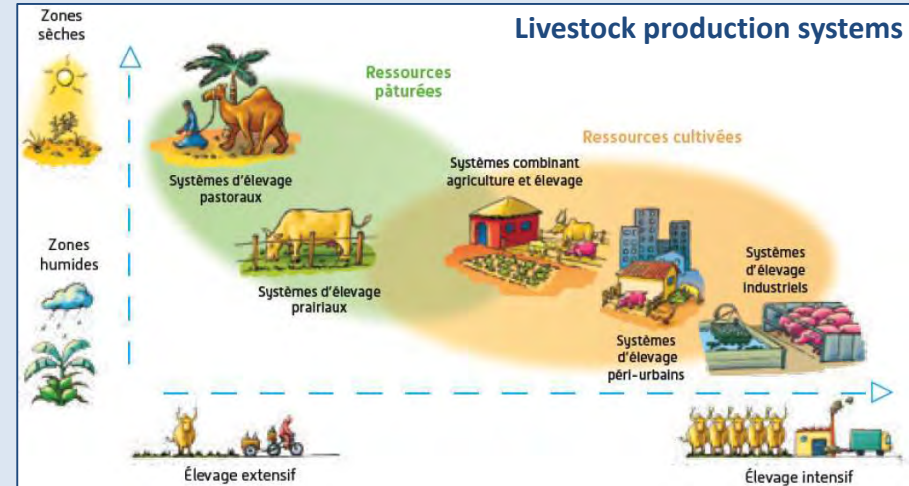 Livestock production systems
Zones
sèches
Ressources
pâturées
Ressources cultivées
Systèmes combinant
agriculture et élevage
Systèmes d'élevage
pastoraux
Zones
humides
Systèmes d'élevage
prairiaux
Systèmes
d'élevage
industriels
Systèmes
d'élevage
péri-urbains
Élevage extensif
Élevage intensif